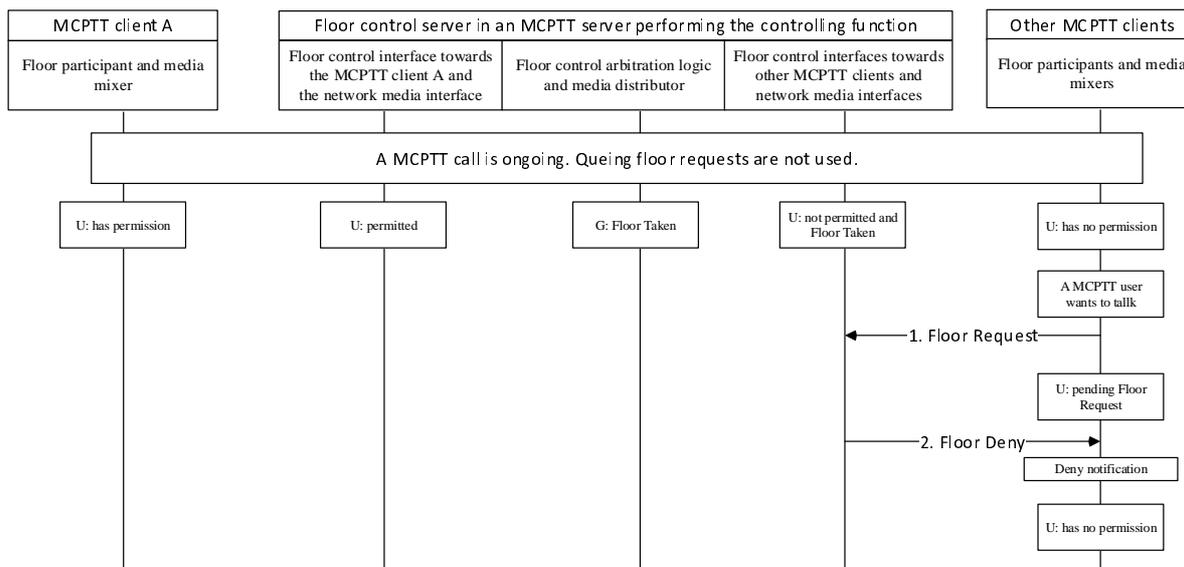 MCPTT client A
Floor control server in an MCPTT server performing the controlling function
Other MCPTT clients
Floor participant and media
mixer
Floor control interface towards
the MCPTT client A and
the network media interface
Floor control arbitration logic
and media distributor
Floor control interfaces towards
other MCPTT clients and
network media interfaces
Floor participants and media
mixers
A MCPTT call is ongoing. Queing floor requests are not used.
U: has permission
U: permitted
G: Floor Taken
U: not permitted and
Floor Taken
U: has no permission
A MCPTT user
wants to tallk
1. Floor Request
U: pending Floor
Request
2. Floor Deny
Deny notification
U: has no permission